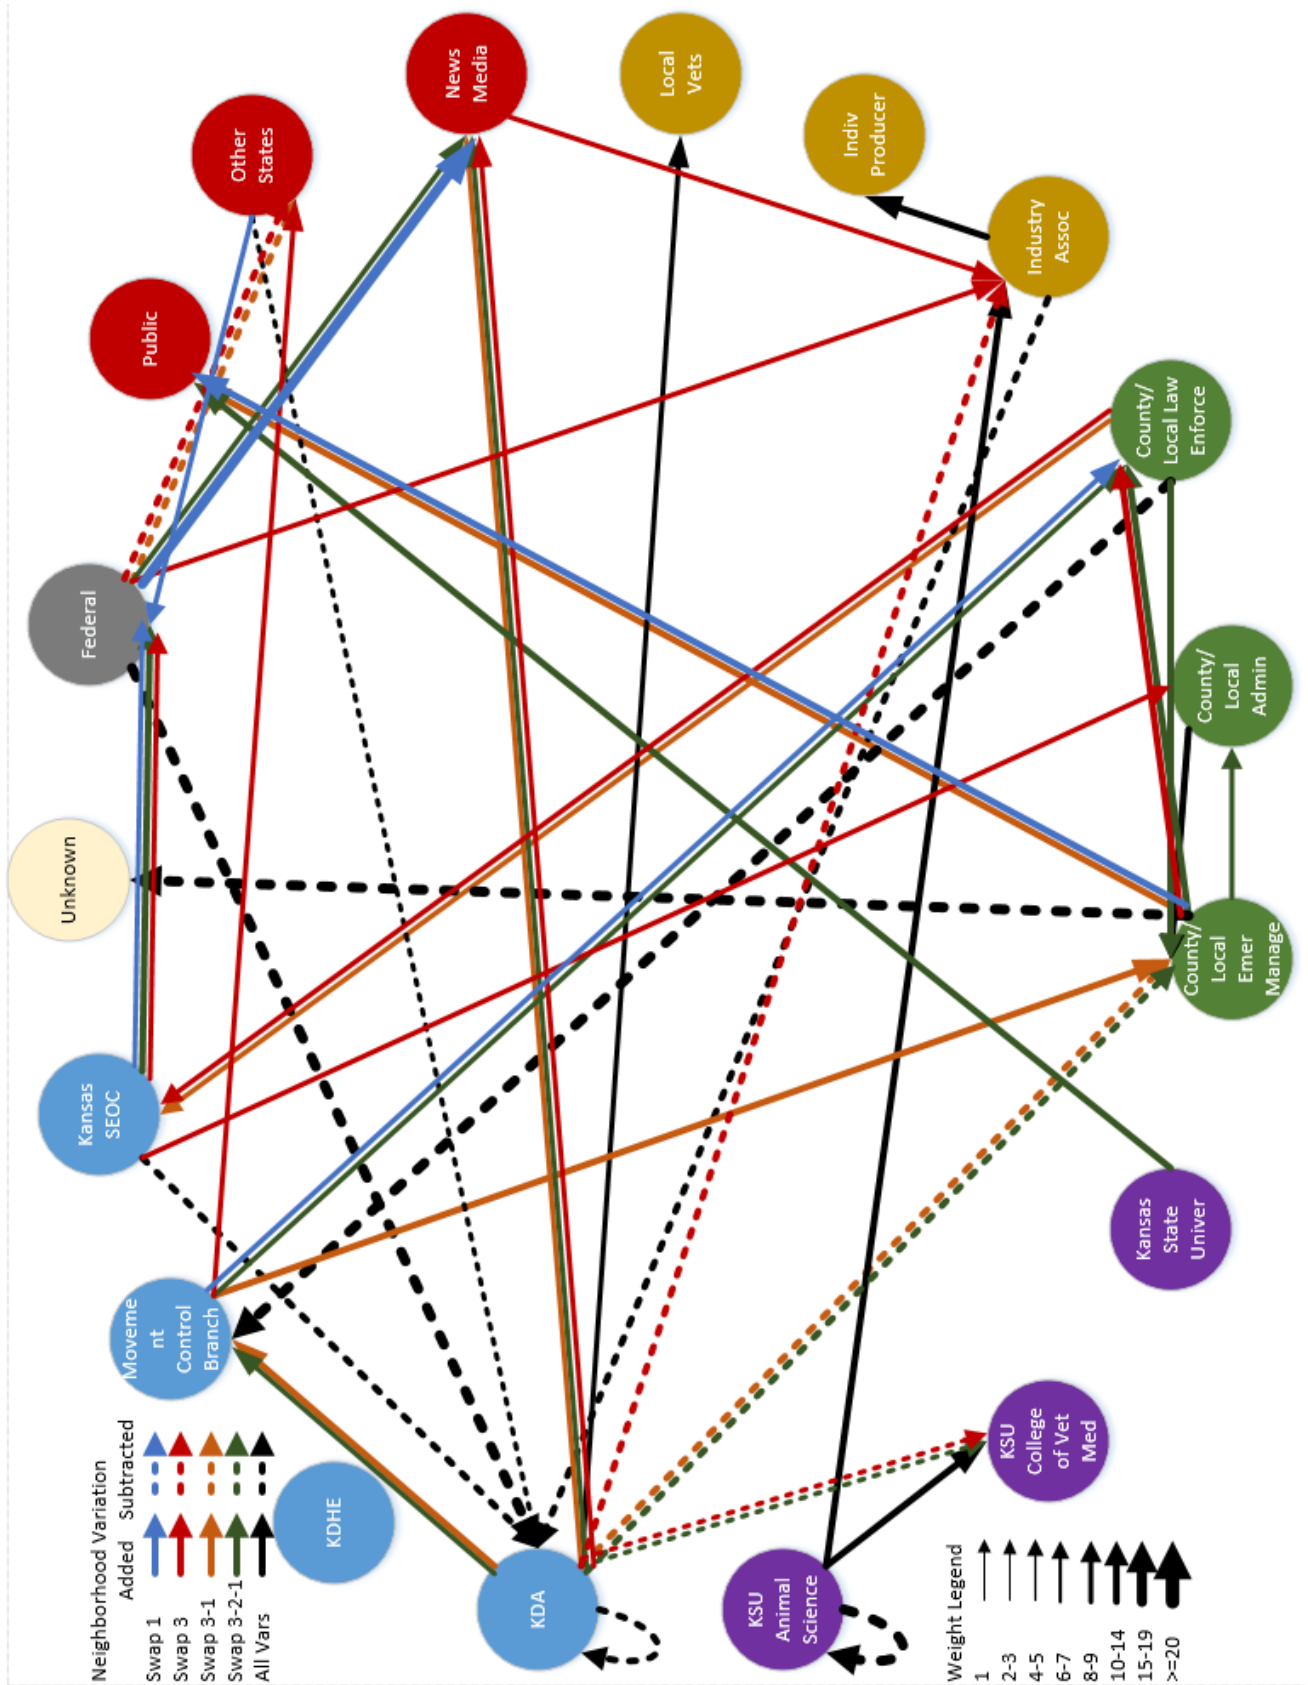 Neighborhood Variation
Added Subtracted
Swap 1
Swap 3
Swap 3-1
Swap 3-2-1
All Vars
Weight Legend
1
2-3
4-5
6-7
8-9
10-14
15-19
>=20
KDHE
KDA
KSU
Animal
Science
KSU
College
of Vet
Med
Moveme
nt
Control
Branch
Kansas
SEOC
Kansas
State
Univer
Unknown
County/
Local
Emer
Manage
Federal
County/
Local
Admin
County/
Local Law
Enforce
Public
Other
States
Industry
Assoc
Indiv
Producer
News
Media
Local
Vets